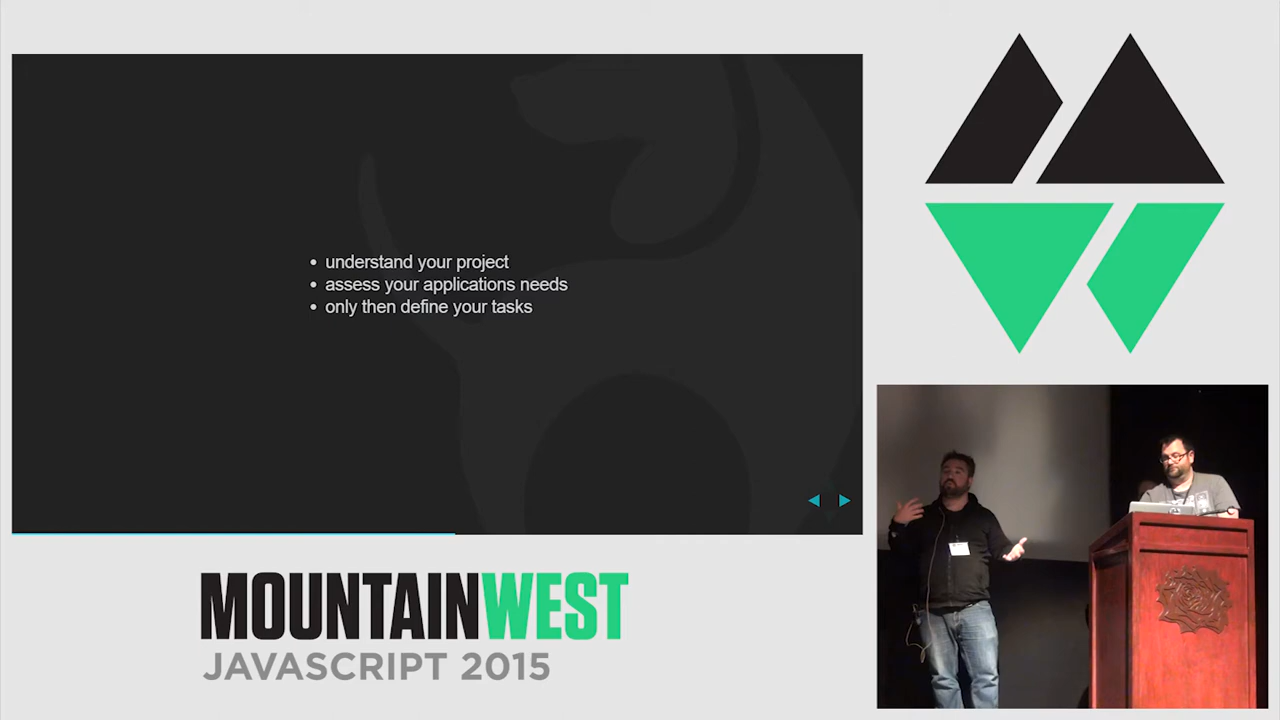 • understand your project
• assess your applications needs
• only then define your tasks
MOUNTAINWEST
JAVASCRIPT 2015